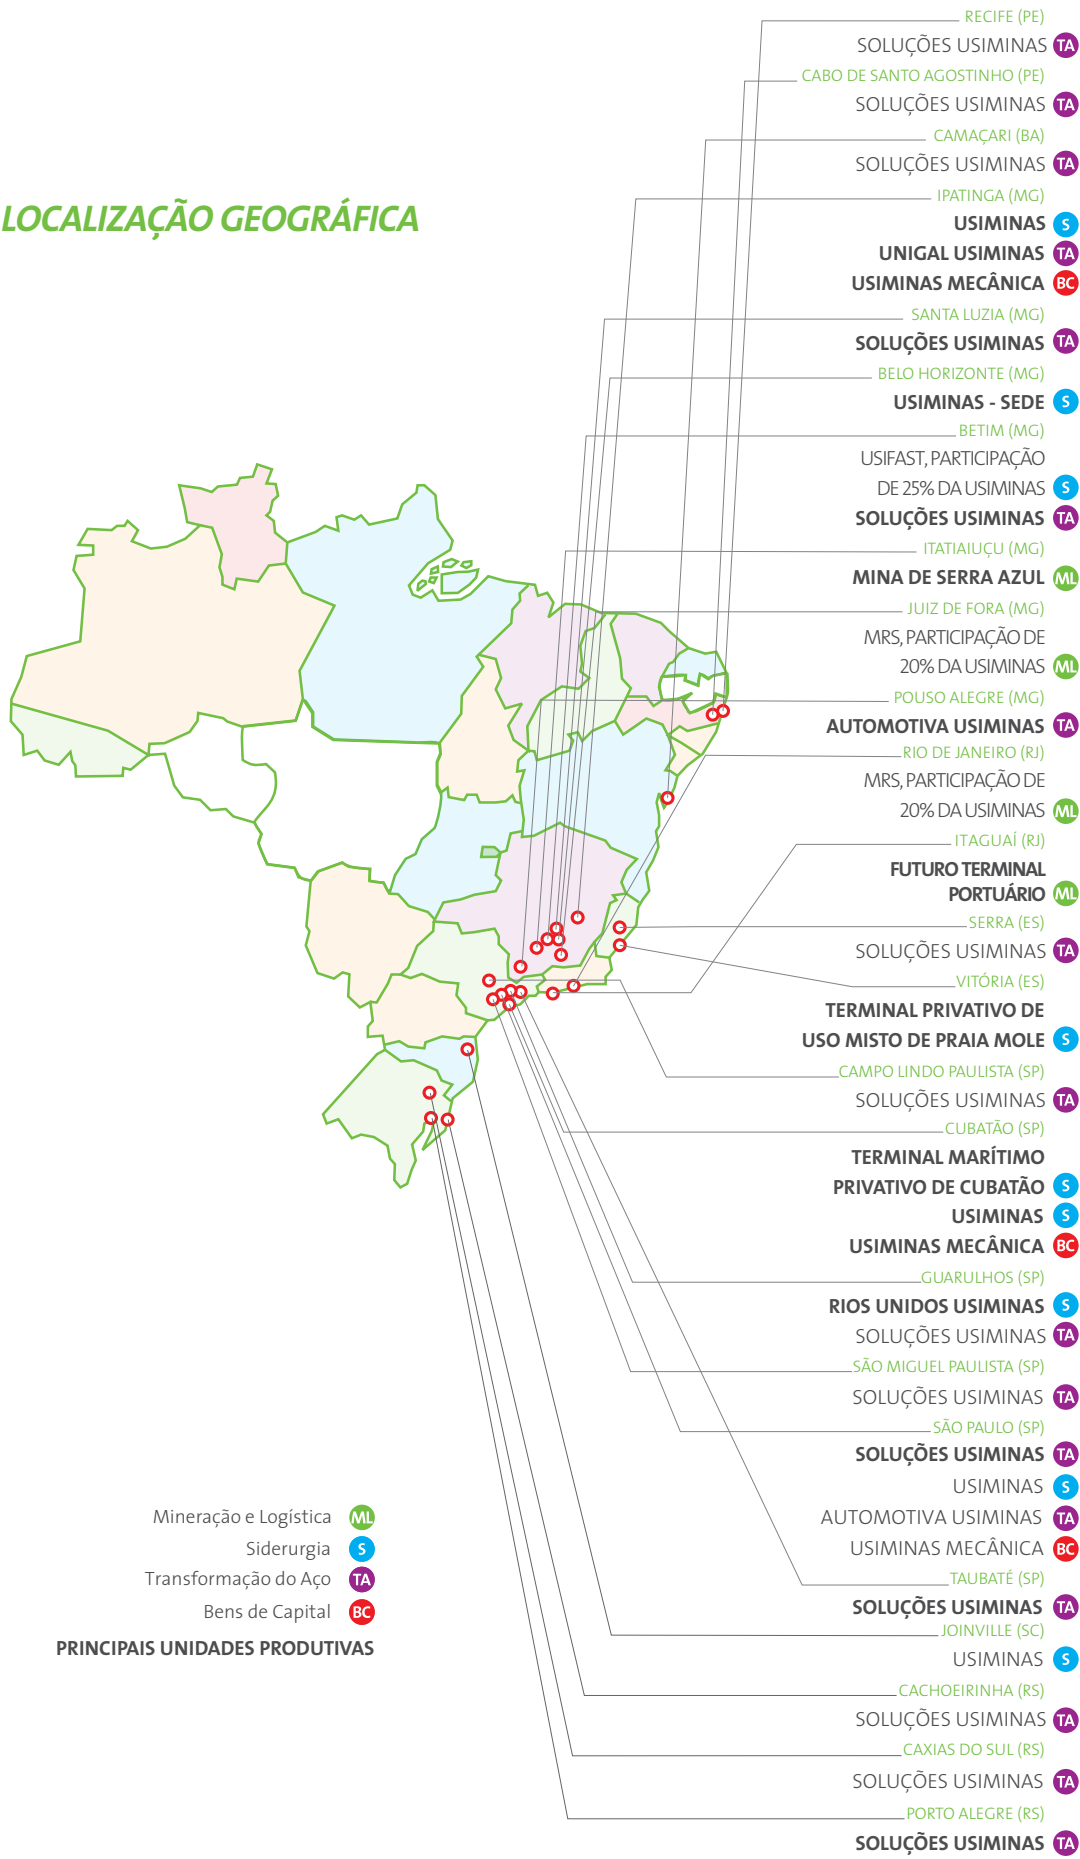 LOCALIZAÇÃO GEOGRÁFICA
RECIFE (PE)
SOLUÇÕES USIMINAS TA
CABO DE SANTO AGOSTINHO (PE)
SOLUÇÕES USIMINAS TA
CAMAÇARI (BA)
SOLUÇÕES USIMINAS TA
IPATINGA (MG)
USIMINAS S
UNIGAL USIMINAS TA
USIMINAS MECÂNICA BC
SANTA LUZIA (MG)
SOLUÇÕES USIMINAS TA
BELO HORIZONTE (MG)
USIMINAS - SEDE S
BETIM (MG)
USIFAST, PARTICIPAÇÃO
DE 25% DA USIMINAS S
SOLUÇÕES USIMINAS TA
ITATIAIUÇU (MG)
MINA DE SERRA AZUL ML
JUIZ DE FORA (MG)
MRS, PARTICIPAÇÃO DE
20% DA USIMINAS ML
POUSO ALEGRE (MG)
AUTOMOTIVA USIMINAS TA
RIO DE JANEIRO (RJ)
MRS, PARTICIPAÇÃO DE
20% DA USIMINAS ML
ITAGUAÍ (RJ)
FUTURO TERMINAL
PORTUÁRIO ML
SERRA (ES)
SOLUÇÕES USIMINAS TA
VITÓRIA (ES)
TERMINAL PRIVATIVO DE
USO MISTO DE PRAIA MOLE S
CAMPO LINDO PAULISTA (SP)
SOLUÇÕES USIMINAS TA
CUBATÃO (SP)
TERMINAL MARÍTIMO
PRIVATIVO DE CUBATÃO S
USIMINAS S
USIMINAS MECÂNICA BC
GUARULHOS (SP)
RIOS UNIDOS USIMINAS S
SOLUÇÕES USIMINAS TA
SÃO MIGUEL PAULISTA (SP)
SOLUÇÕES USIMINAS TA
SÃO PAULO (SP)
SOLUÇÕES USIMINAS TA
USIMINAS S
AUTOMOTIVA USIMINAS TA
USIMINAS MECÂNICA BC
TAUBATÉ (SP)
SOLUÇÕES USIMINAS TA
JOINVILLE (SC)
USIMINAS S
CACHOEIRINHA (RS)
SOLUÇÕES USIMINAS TA
CAXIAS DO SUL (RS)
SOLUÇÕES USIMINAS TA
PORTO ALEGRE (RS)
SOLUÇÕES USIMINAS TA
Mineração e Logística ML
Siderurgia S
Transformação do Aço TA
Bens de Capital BC
PRINCIPAIS UNIDADES PRODUTIVAS